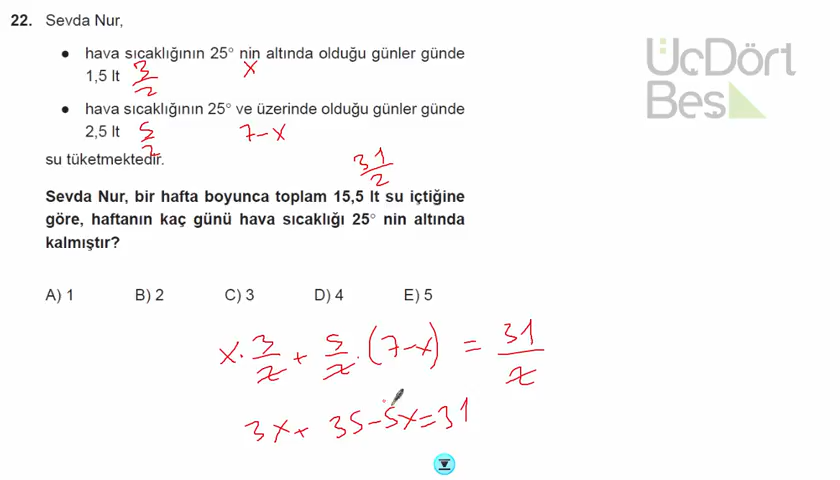 22. Sevda Nur,
ÜçDört
Beş
• hava sıcaklığının 25° nin altında olduğu günler günde
1,5 lt 3/2 x
• hava sıcaklığının 25° ve üzerinde olduğu günler günde
2,5 lt 5/2 7-x
su tüketmektedir.
31/2
Sevda Nur, bir hafta boyunca toplam 15,5 lt su içtiğine
göre, haftanın kaç günü hava sıcaklığı 25° nin altında
kalmıştır?
A) 1 B) 2 C) 3 D) 4 E) 5
x·3/2 + 5/2·(7-x) = 31/2
3x + 35-5x=31